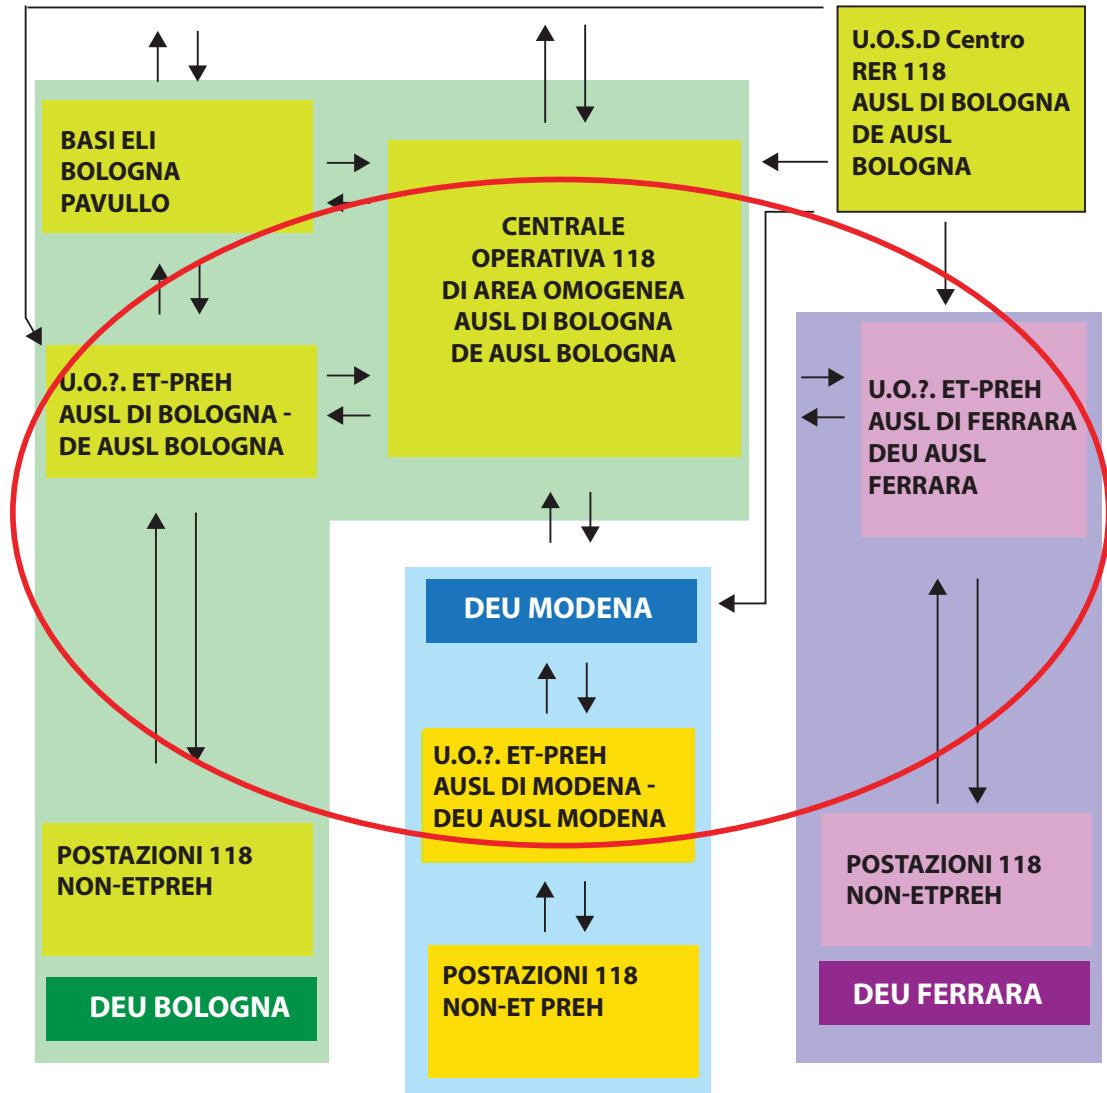 U.O.S.D Centro
RER 118
AUSL DI BOLOGNA
DE AUSL
BOLOGNA
BASI ELI
BOLOGNA
PAVULLO
CENTRALE
OPERATIVA 118
DI AREA OMOGENEA
AUSL DI BOLOGNA
DE AUSL BOLOGNA
U.O.?. ET-PREH
AUSL DI BOLOGNA -
DE AUSL BOLOGNA
U.O.?. ET-PREH
AUSL DI FERRARA
DEU AUSL
FERRARA
DEU MODENA
U.O.?. ET-PREH
AUSL DI MODENA -
DEU AUSL MODENA
POSTAZIONI 118
NON-ETPREH
POSTAZIONI 118
NON-ETPREH
POSTAZIONI 118
NON-ET PREH
DEU BOLOGNA
DEU FERRARA